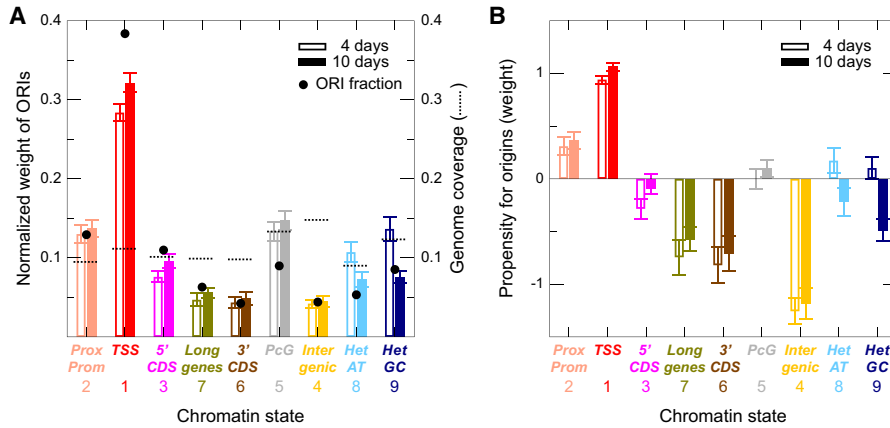 A
B
0.4
0.4
0.3
0.3
0.2
0.2
0.1
0.1
4 days
10 days
ORI fraction
Normalized weight of ORIs
Genome coverage (......)
Prox Prom
TSS
5' CDS
Long genes
3' CDS
PcG
Inter genic
Het AT
Het GC
2
1
3
7
6
5
4
8
9
Chromatin state
4 days
10 days
1
0
-1
Propensity for origins (weight)
Prox Prom
TSS
5' CDS
Long genes
3' CDS
PcG
Inter genic
Het AT
Het GC
2
1
3
7
6
5
4
8
9
Chromatin state